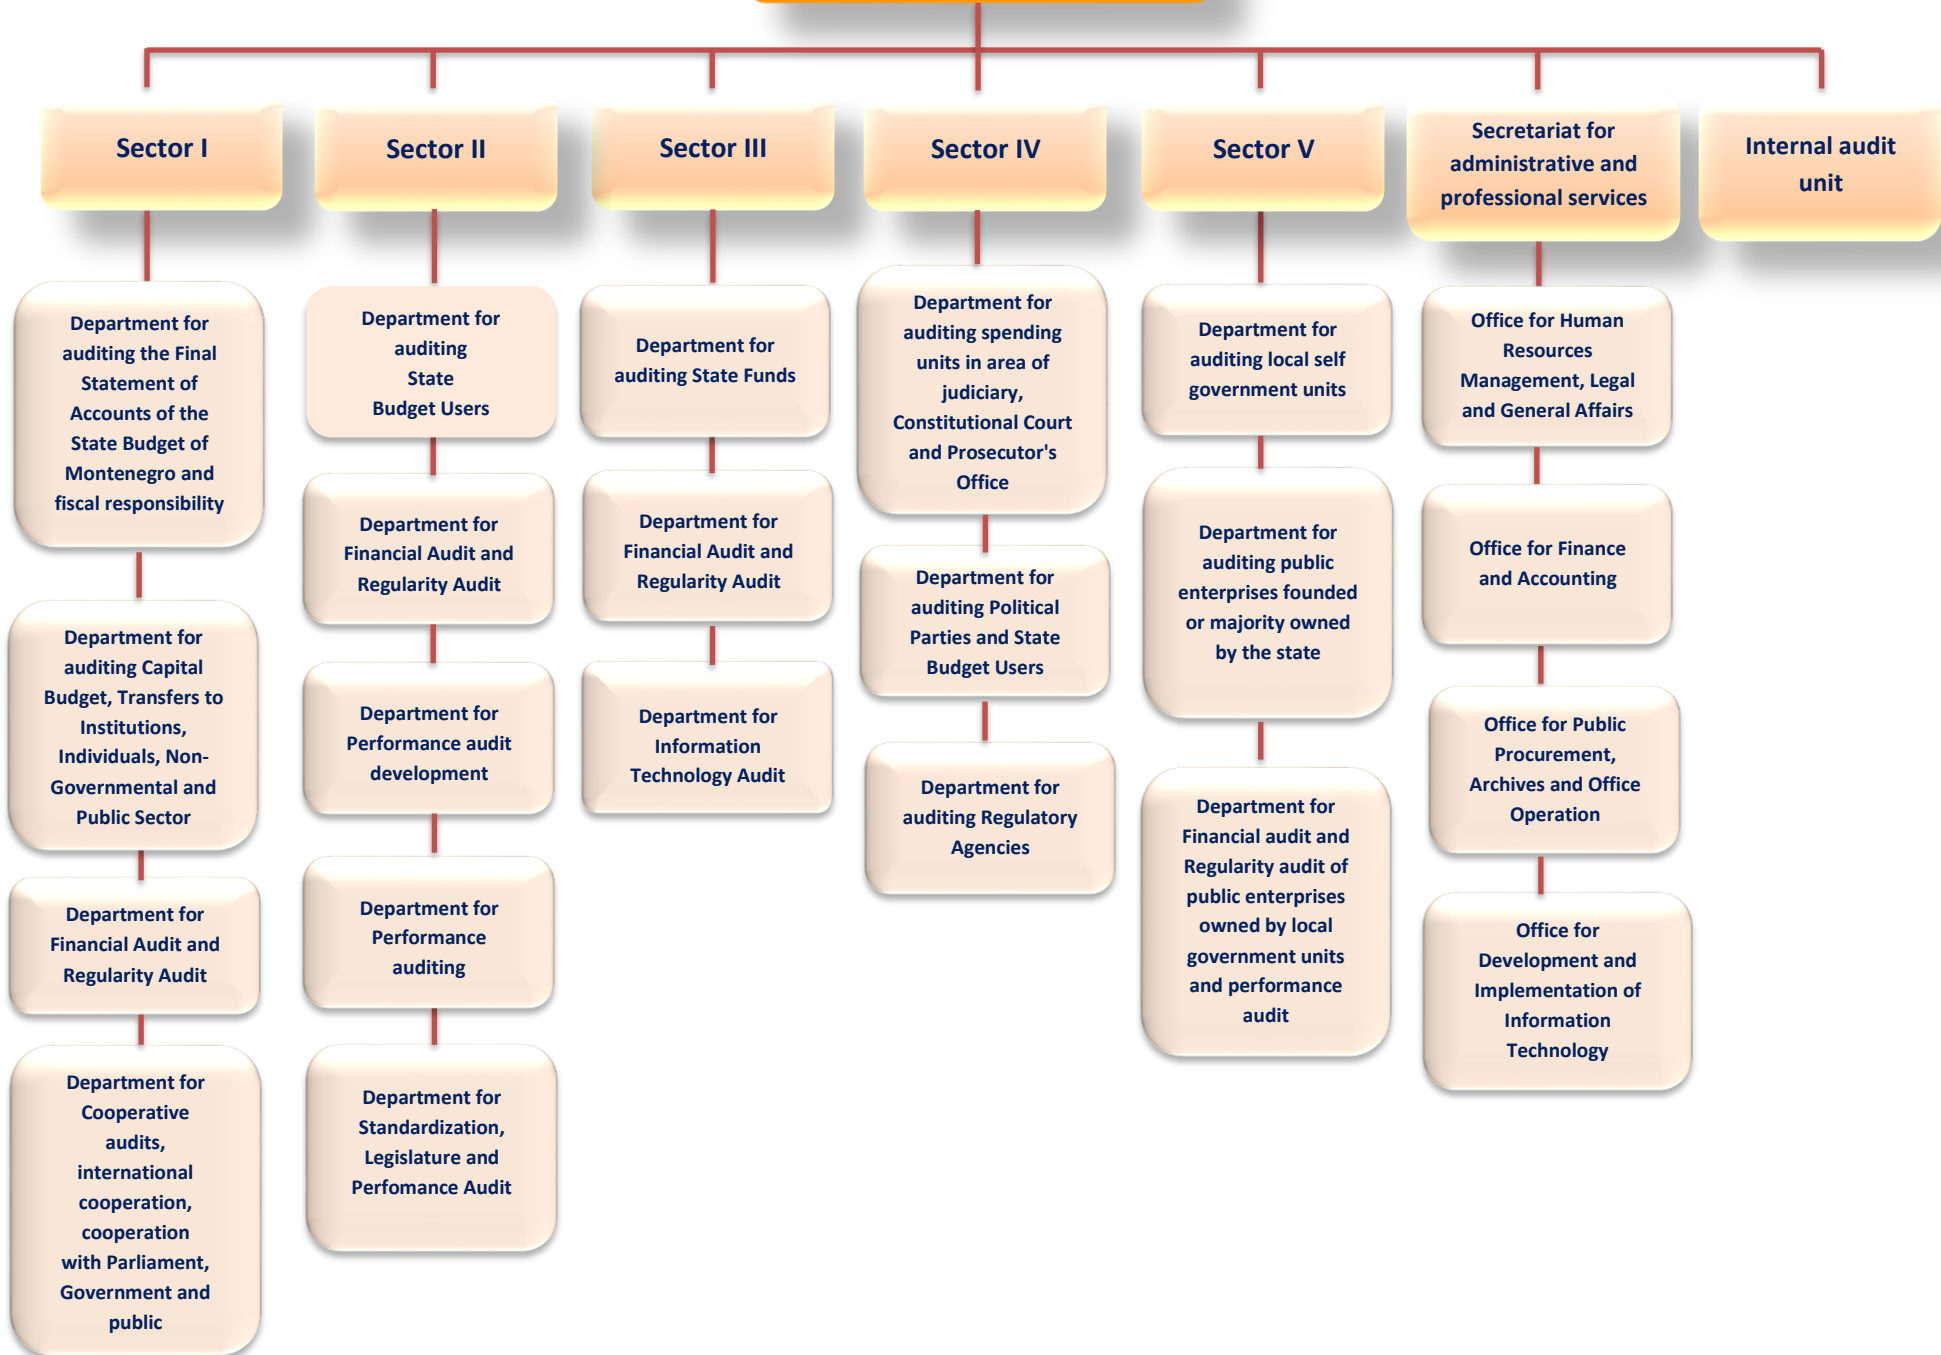 Sector I
Sector II
Sector III
Sector IV
Sector V
Secretariat for
administrative and
professional services
Internal audit
unit
Department for
auditing the Final
Statement of
Accounts of the
State Budget of
Montenegro and
fiscal responsibility
Department for
auditing Capital
Budget, Transfers to
Institutions,
Individuals, Non-
Governmental and
Public Sector
Department for
Financial Audit and
Regularity Audit
Department for
Cooperative
audits,
international
cooperation,
cooperation
with Parliament,
Government and
public
Department for
auditing
State
Budget Users
Department for
Financial Audit and
Regularity Audit
Department for
Performance audit
development
Department for
Performance
auditing
Department for
Standardization,
Legislature and
Perfomance Audit
Department for
auditing State Funds
Department for
Financial Audit and
Regularity Audit
Department for
Information
Technology Audit
Department for
auditing spending
units in area of
judiciary,
Constitutional Court
and Prosecutor's
Office
Department for
auditing Political
Parties and State
Budget Users
Department for
auditing Regulatory
Agencies
Department for
auditing local self
government units
Department for
auditing public
enterprises founded
or majority owned
by the state
Department for
Financial audit and
Regularity audit of
public enterprises
owned by local
government units
and performance
audit
Office for Human
Resources
Management, Legal
and General Affairs
Office for Finance
and Accounting
Office for Public
Procurement,
Archives and Office
Operation
Office for
Development and
Implementation of
Information
Technology